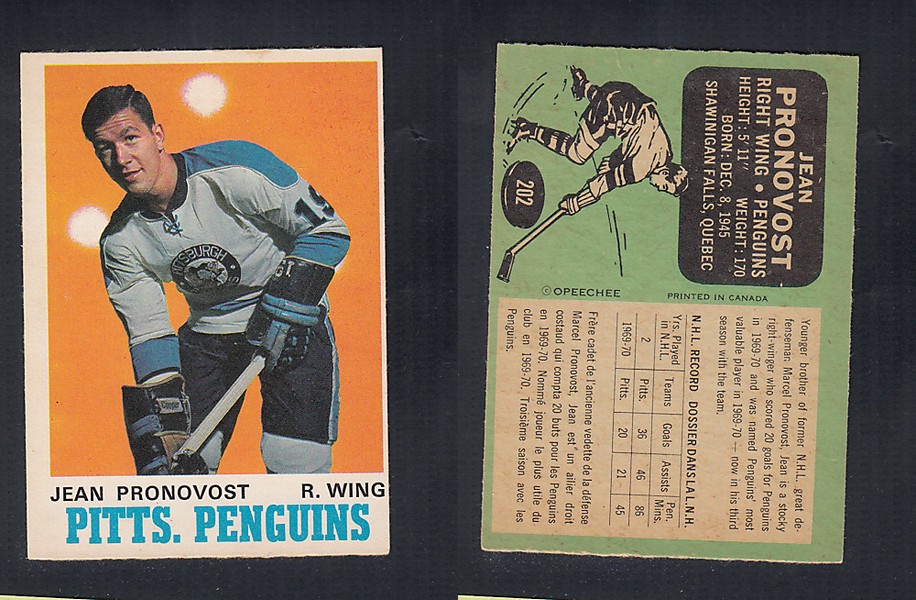 PITTSBURGH
19
Cooper
JEAN PRONOVOST R. WING
PITTS. PENGUINS
202
JEAN
PRONOVOST
RIGHT WING • PENGUINS
HEIGHT: 5' 11" WEIGHT: 170
BORN: DEC. 8, 1945
SHAWINIGAN FALLS, QUEBEC
©OPEECHEE PRINTED IN CANADA
Younger brother of former N.H.L. great de-
fenseman Marcel Pronovost, Jean is a stocky
right-winger who scored 20 goals for Penguins
in 1969-70 and was named Penguins' most
valuable player in 1969-70 — now in his third
season with the team.
N.H.L. RECORD DOSSIER DANS LA L.N.H.
Yrs. Played in N.H.L. Teams Goals Assists Pen. Mins.
2 Pitts. 36 46 86
1969-70 Pitts. 20 21 45
Frère cadet de l'ancienne vedette de la défense
Marcel Pronovost, Jean est un ailier droit
costaud qui compta 20 buts pour les Penguins
en 1969-70. Nommé joueur le plus utile du
club en 1969-70. Troisième saison avec les
Penguins.